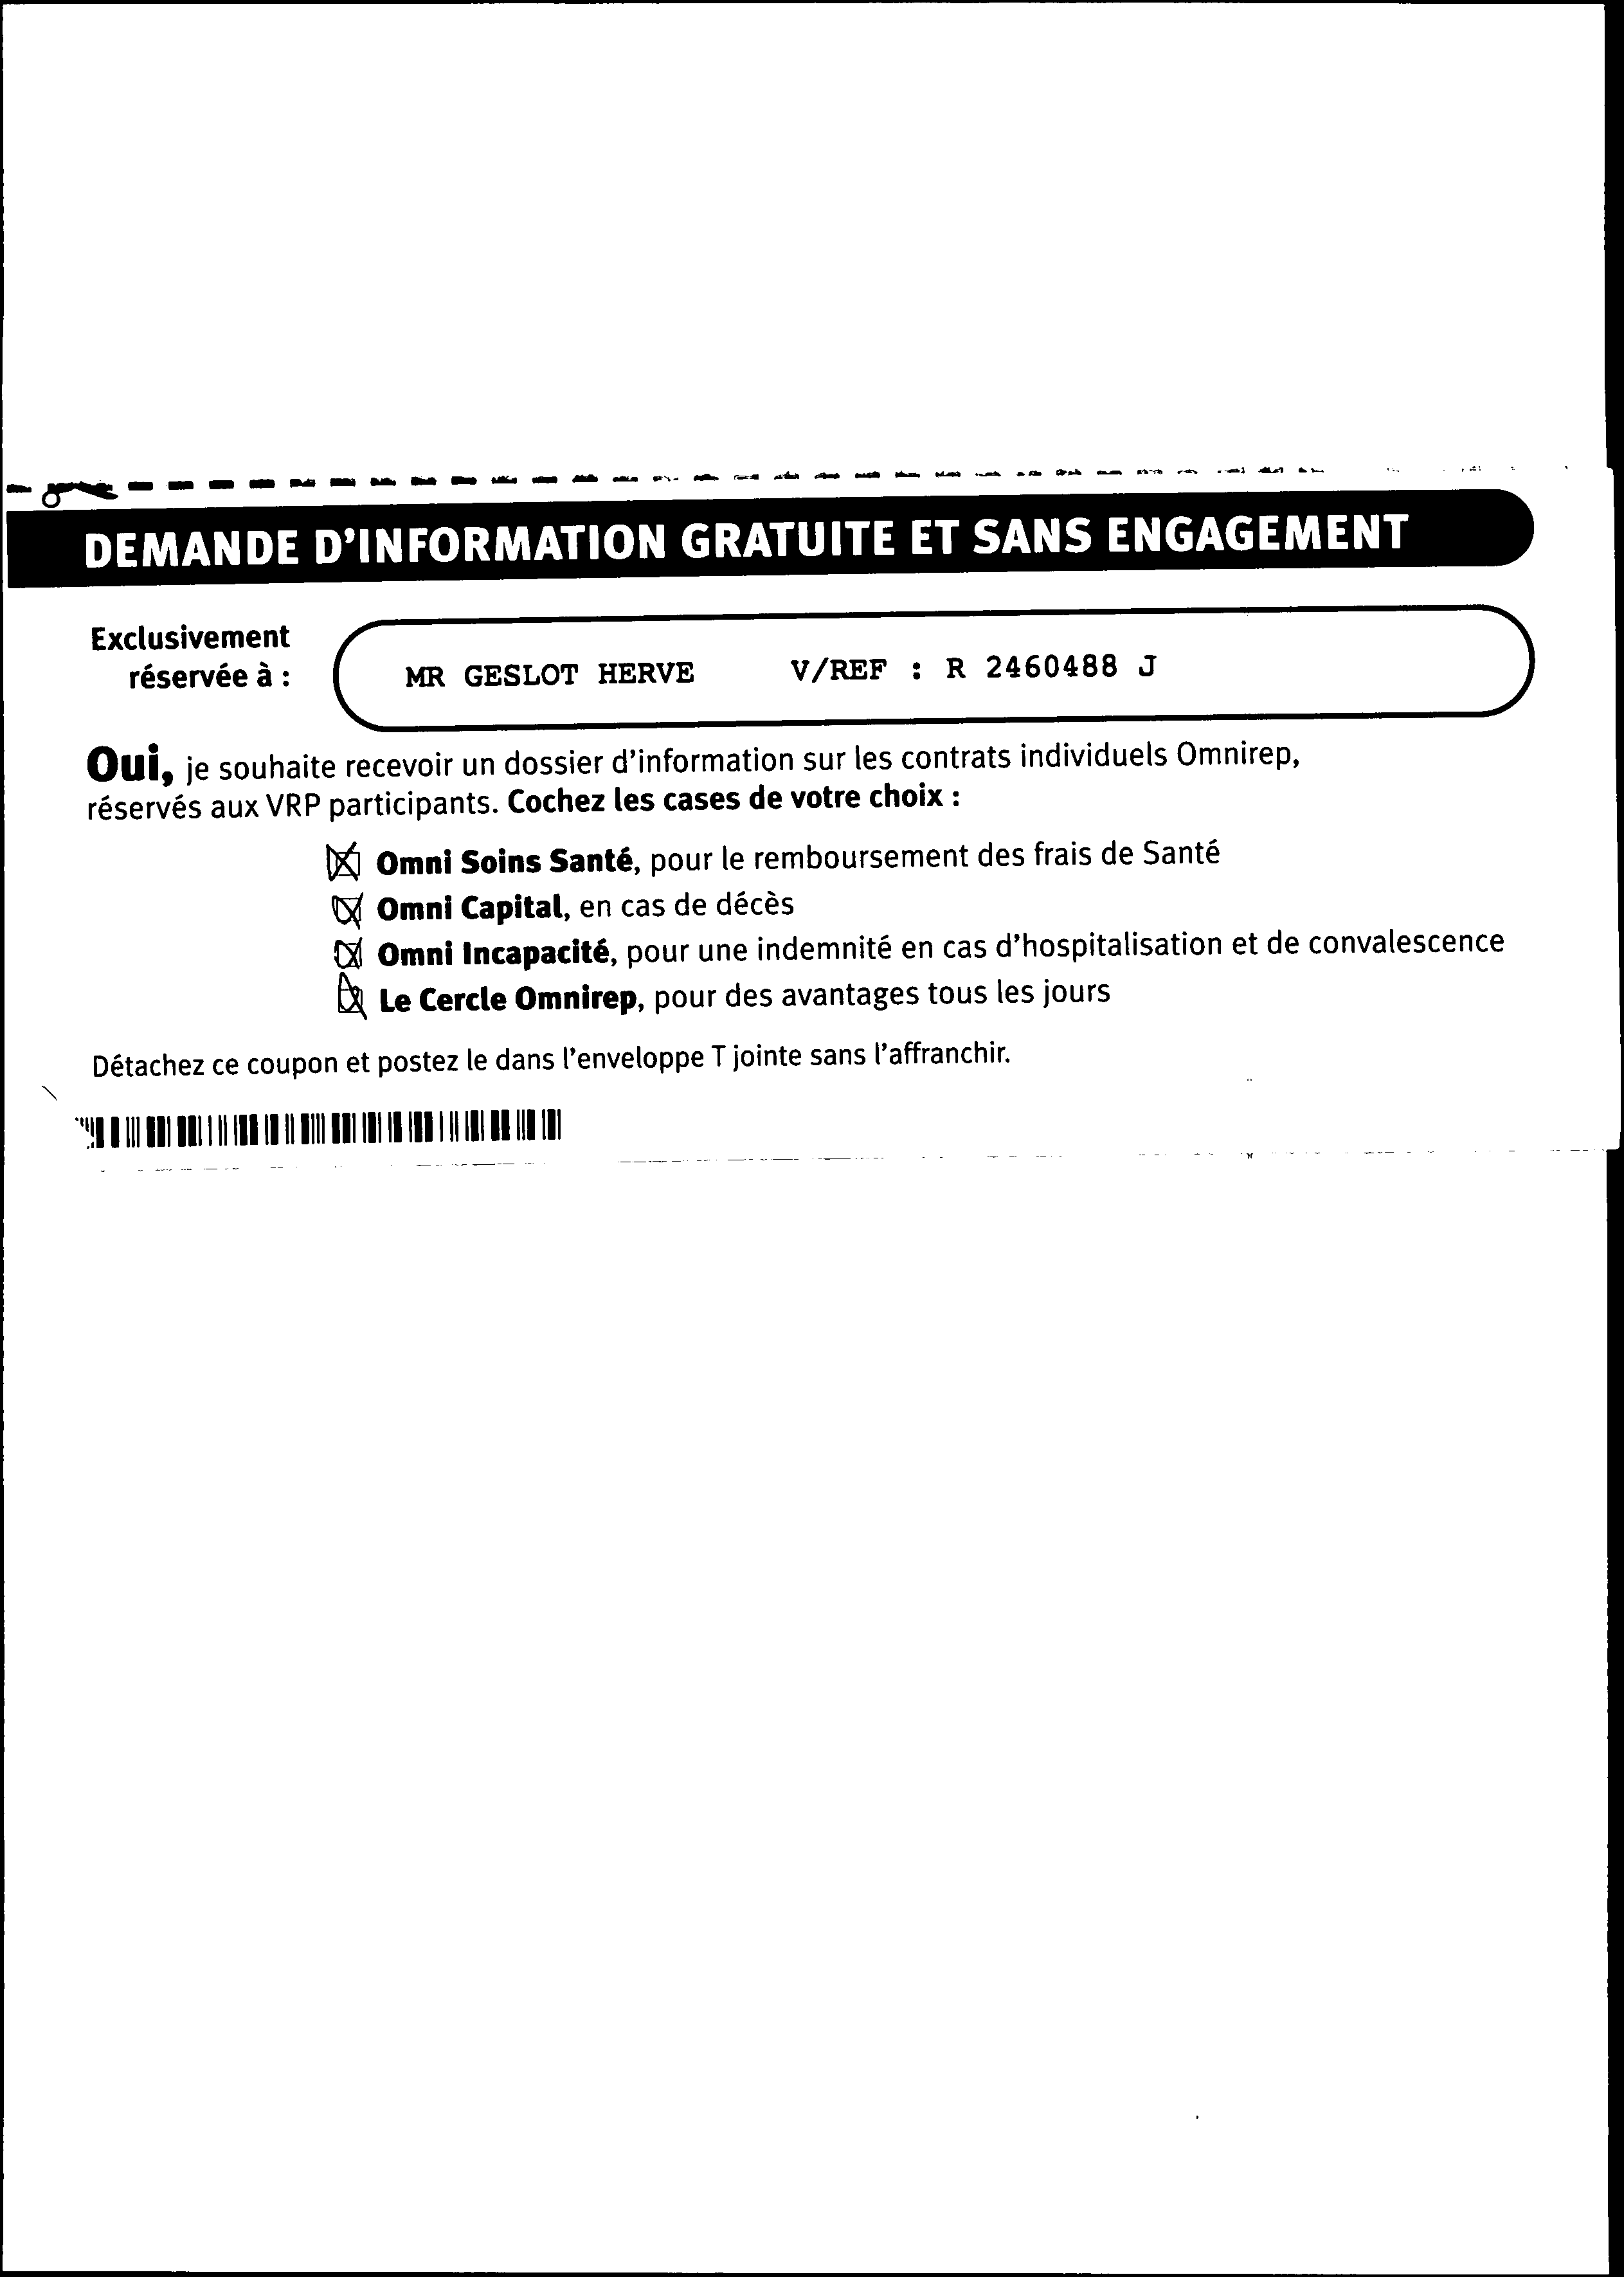 DEMANDE D'INFORMATION GRATUITE ET SANS ENGAGEMENT
Exclusivement
réservée à :
MR GESLOT HERVE V/REF : R 2460488 J
Oui, je souhaite recevoir un dossier d'information sur les contrats individuels Omnirep,
réservés aux VRP participants. Cochez les cases de votre choix :
Omni Soins Santé, pour le remboursement des frais de Santé
Omni Capital, en cas de décès
Omni Incapacité, pour une indemnité en cas d'hospitalisation et de convalescence
Le Cercle Omnirep, pour des avantages tous les jours
Détachez ce coupon et postez le dans l'enveloppe T jointe sans l'affranchir.